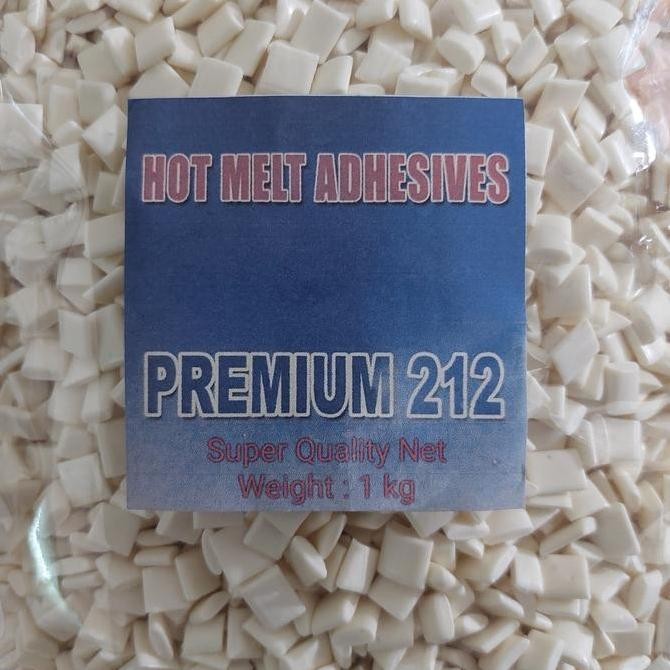 HOT MELT ADHESIVES
PREMIUM 212
Super Quality Net
Weight : 1 kg